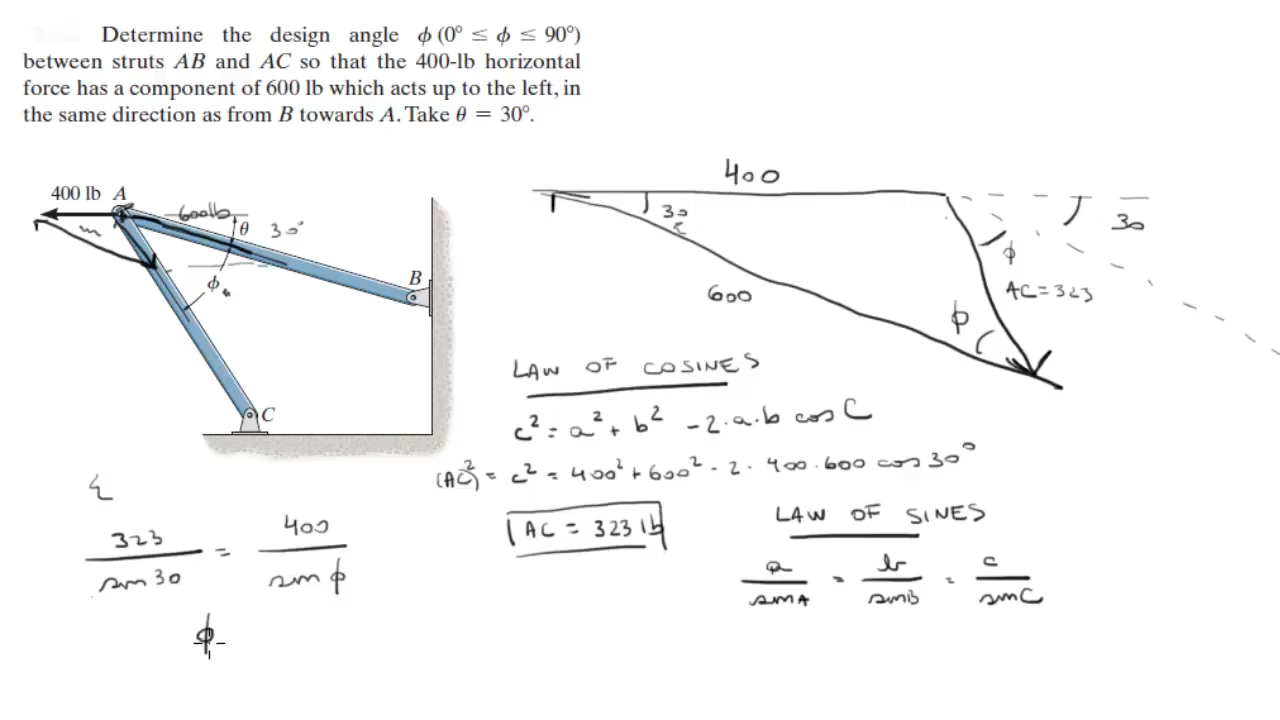 Determine the design angle ϕ (0° ≤ ϕ ≤ 90°)
between struts AB and AC so that the 400-lb horizontal
force has a component of 600 lb which acts up to the left, in
the same direction as from B towards A. Take θ = 30°.
400 lb A
600lb
θ 30°
ϕ
B
C
400
30
30
ϕ
AC = 323
600
ϕ
LAW OF COSINES
c² = a² + b² - 2·a·b cos C
(AC)² = c² = 400² + 600² - 2· 400·600 cos 30°
AC = 323 lb
LAW OF SINES
a/sin A = b/sin B = c/sin C
323/sin 30 = 400/sin ϕ
ϕ